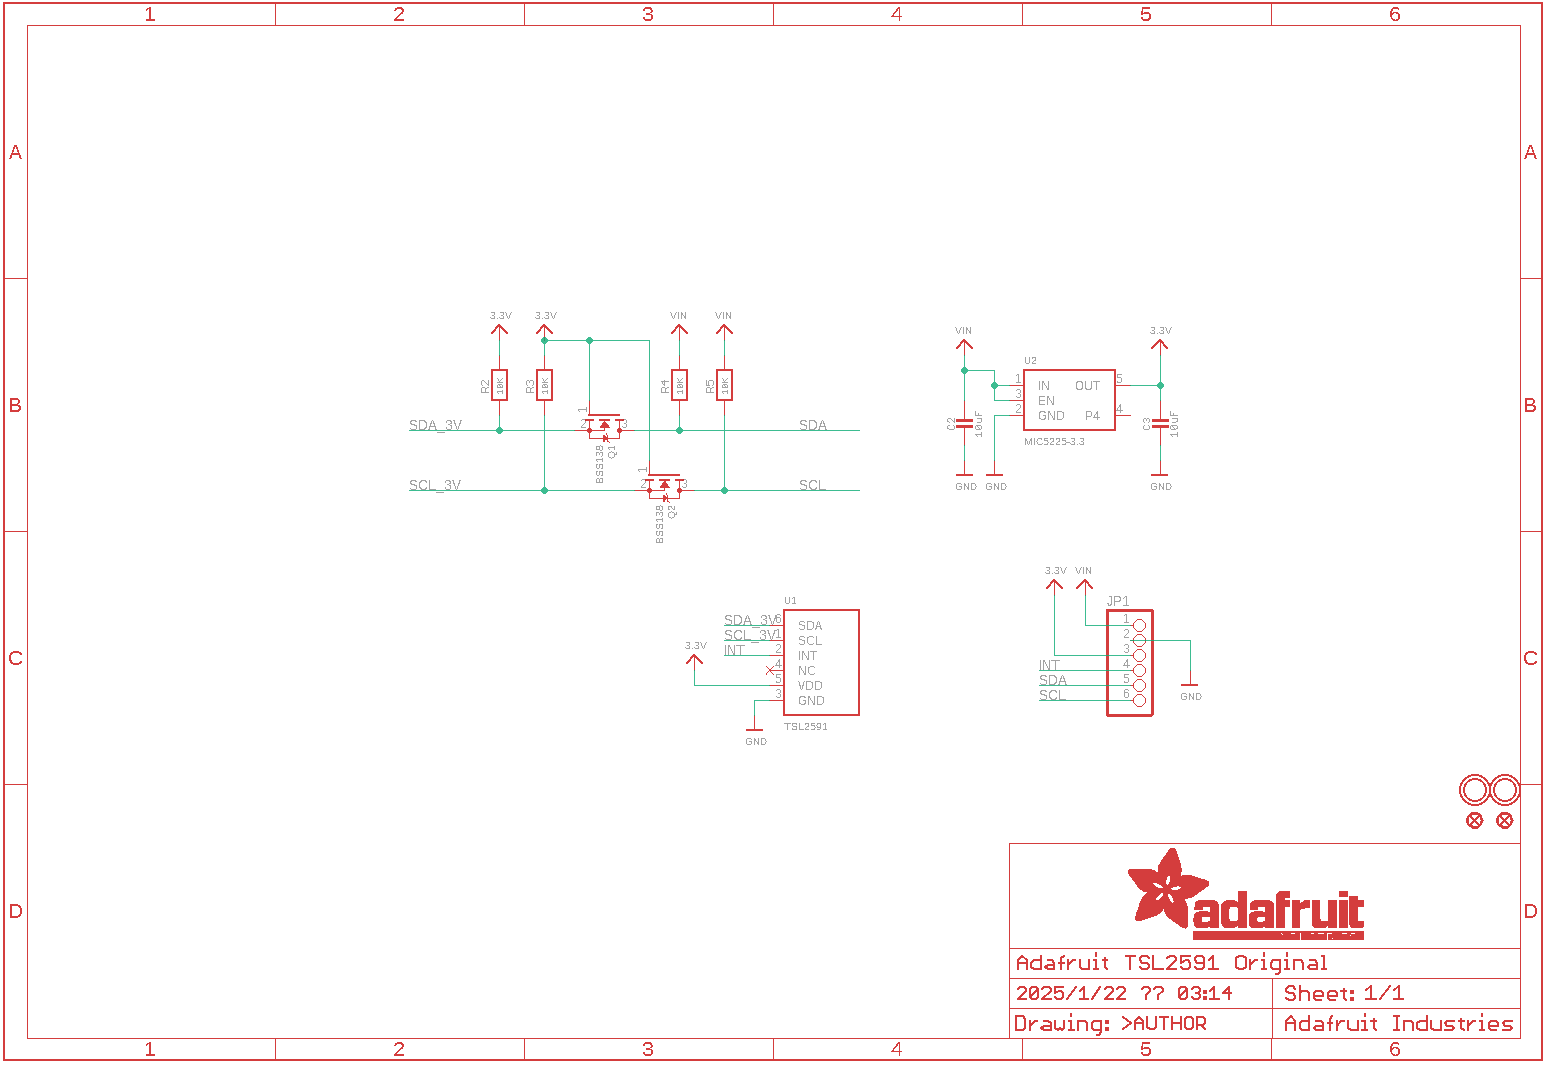 1 2 3 4 5 6
A A
3.3V 3.3V VIN VIN
VIN 3.3V
U2
R2 10K R3 10K R4 10K R5 10K
1 IN OUT 5
3 EN
2 GND P4 4
MIC5225-3.3
C2 10uF
C3 10uF
GND GND GND
B B
SDA_3V 1 2 3 SDA
BSS138 Q1
SCL_3V 1 2 3 SCL
BSS138 Q2
3.3V VIN
U1
JP1
SDA_3V 6 SDA
SCL_3V 1 SCL
INT 2 INT
4 NC
3.3V 5 VDD
3 GND
GND
TSL2591
1
2
3
INT 4
SDA 5
SCL 6
GND
C C
D D
adafruit
Adafruit TSL2591 Original
2025/1/22 ?? 03:14 Sheet: 1/1
Drawing: >AUTHOR Adafruit Industries
1 2 3 4 5 6